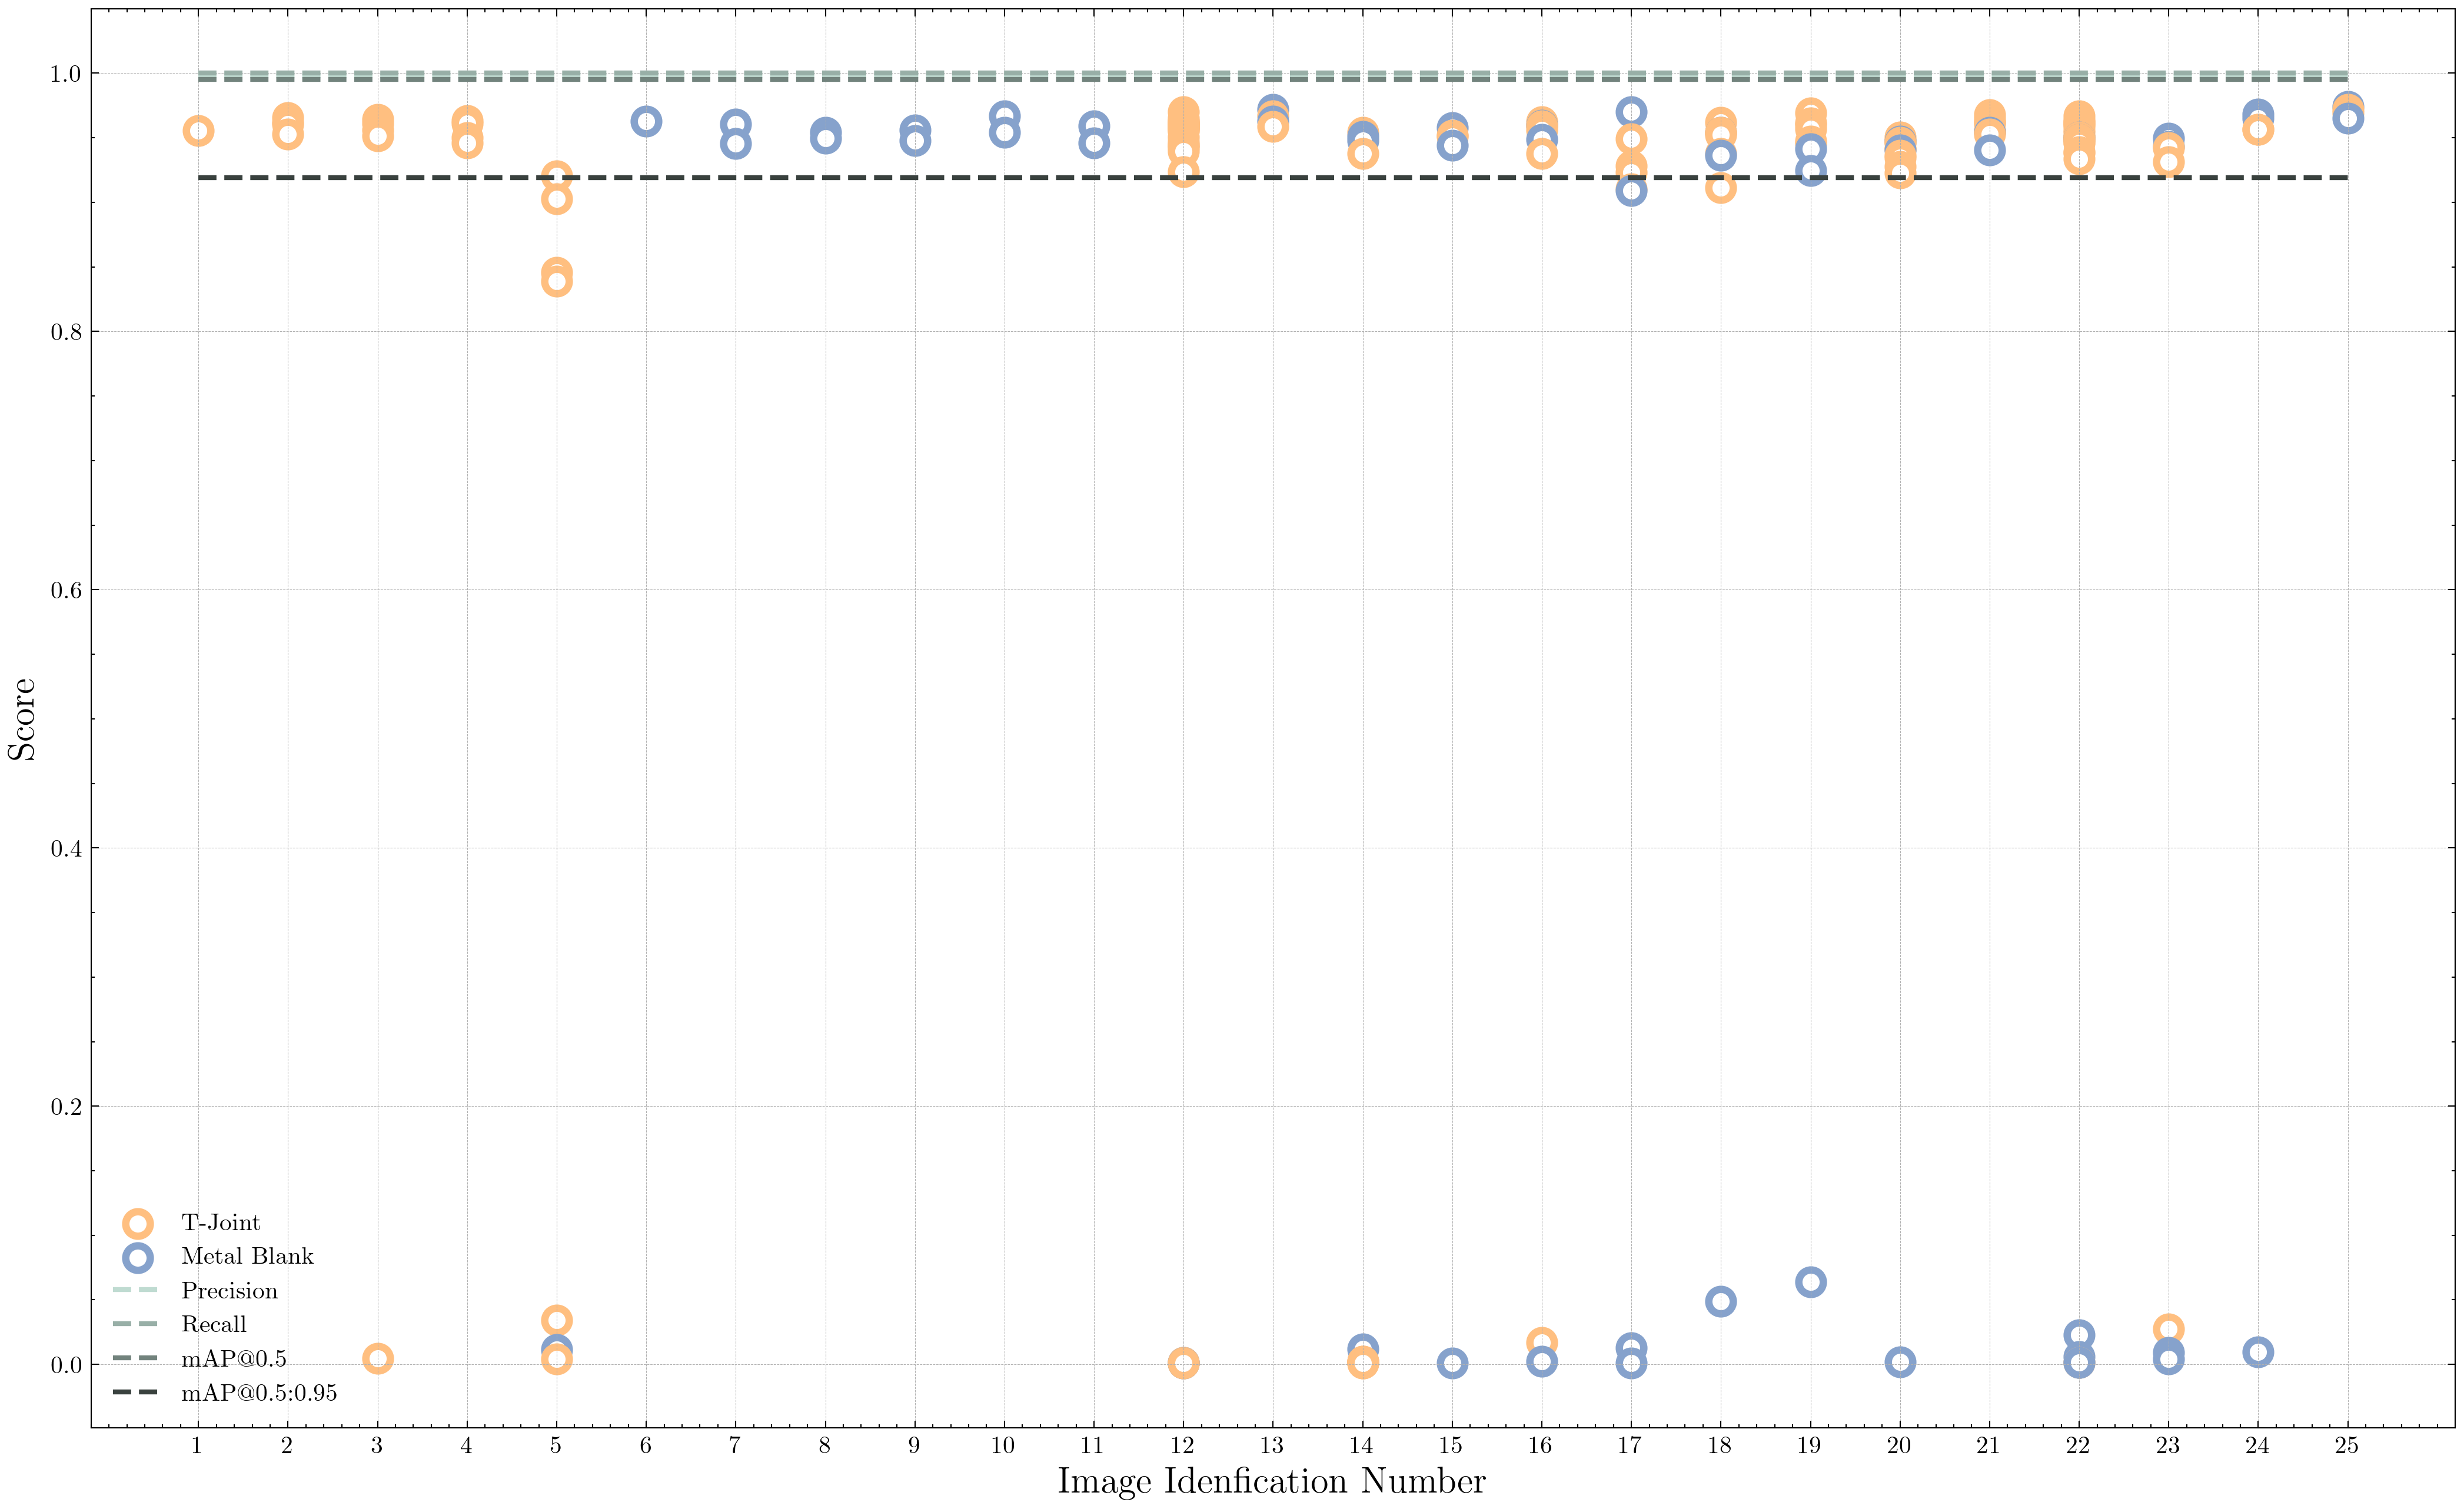 1.0
0.8
0.6
0.4
0.2
0.0
Score
T-Joint
Metal Blank
Precision
Recall
mAP@0.5
mAP@0.5:0.95
1 2 3 4 5 6 7 8 9 10 11 12 13 14 15 16 17 18 19 20 21 22 23 24 25
Image Idenfication Number